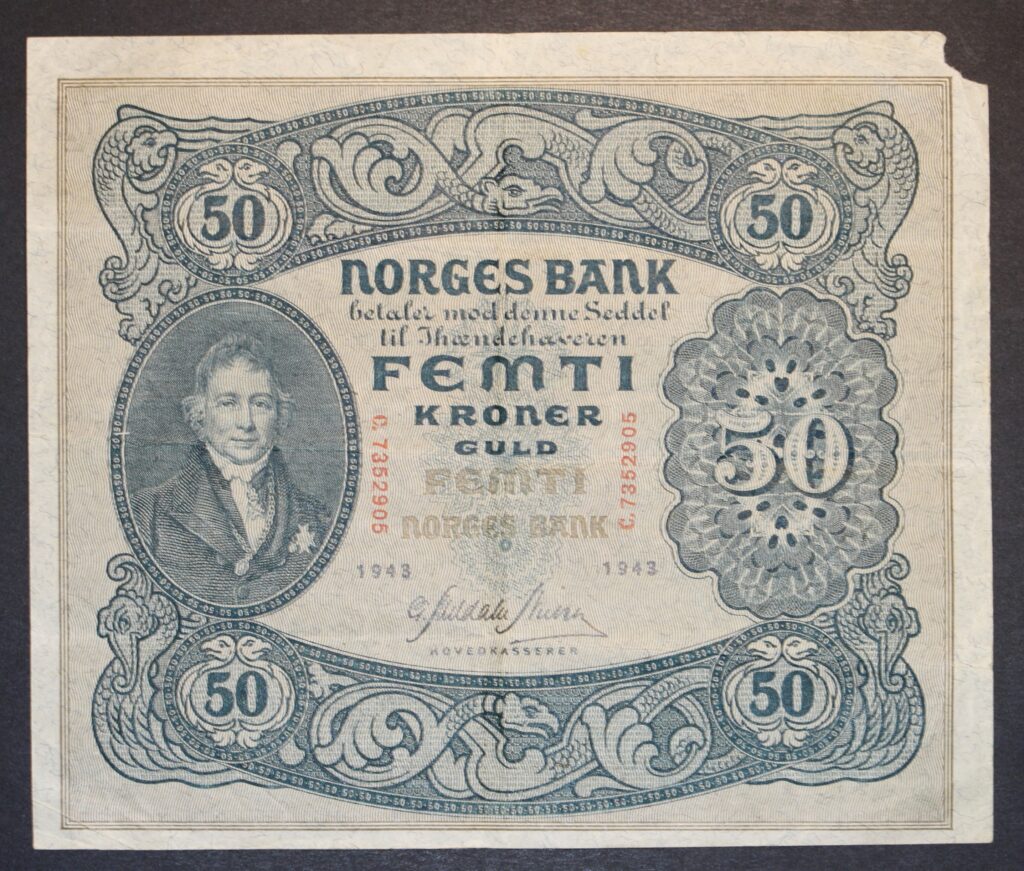 50
50
NORGES BANK
betaler mod denne Seddel
til Ihændehaveren
FEMTI
KRONER
GULD
50
FEMTI
NORGES BANK
C.7352905
C.7352905
1943
1943
HOVEDKASSERER
50
50